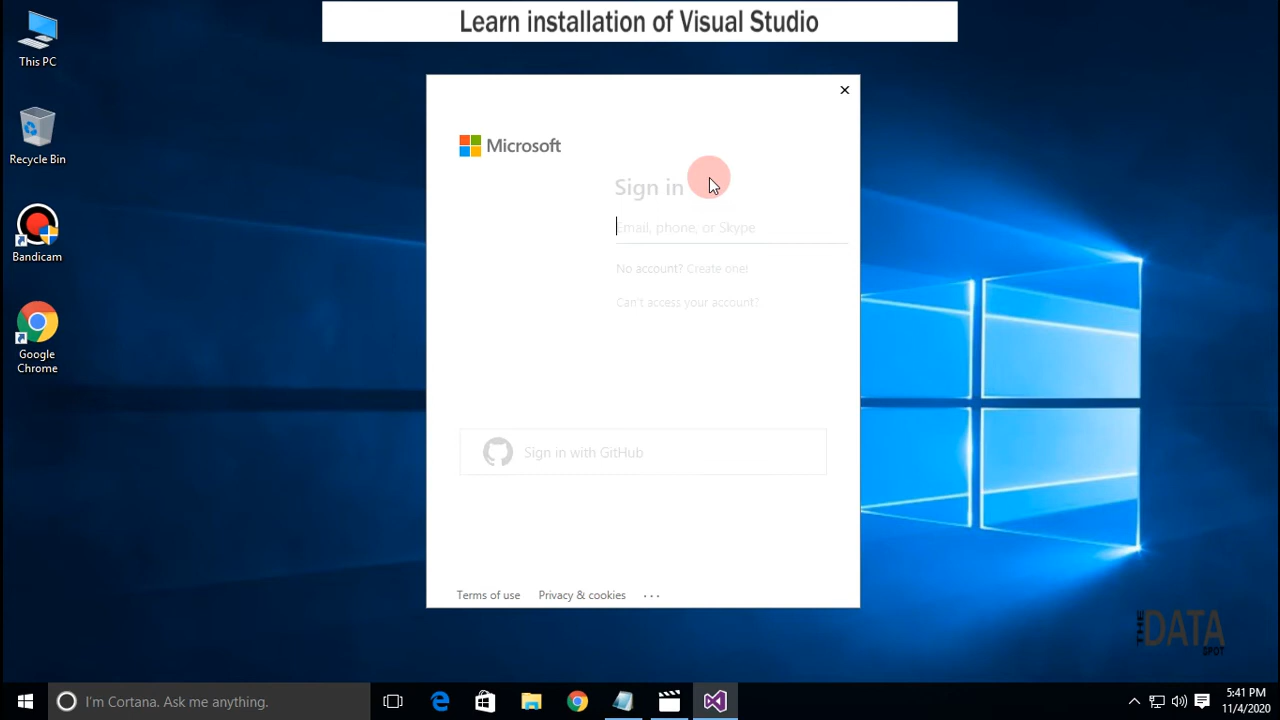 Learn installation of Visual Studio
This PC
Recycle Bin
Bandicam
Google
Chrome
Microsoft
Sign in
Email, phone, or Skype
No account? Create one!
Can't access your account?
Sign in with GitHub
Terms of use
Privacy & cookies
...
THE DATA
SPOT
I'm Cortana. Ask me anything.
5:41 PM
11/4/2020